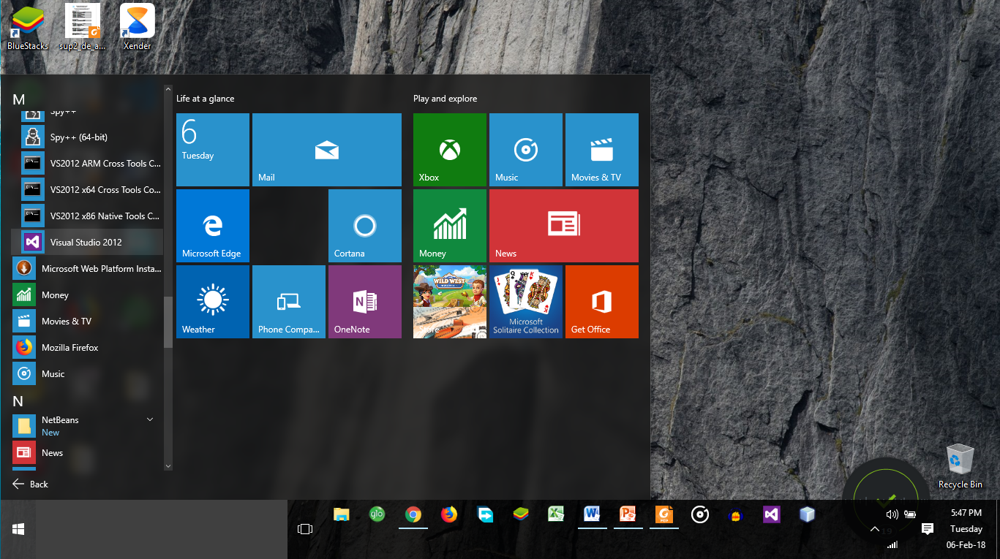 BlueStacks
sup2_de_a...
Xender
M
Spy++
Spy++ (64-bit)
VS2012 ARM Cross Tools C...
VS2012 x64 Cross Tools Co...
VS2012 x86 Native Tools C...
Visual Studio 2012
Microsoft Web Platform Insta...
Money
Movies & TV
Mozilla Firefox
Music
N
NetBeans
New
News
Back
Life at a glance
6
Tuesday
Mail
Microsoft Edge
Cortana
Weather
Phone Compa...
OneNote
Play and explore
Xbox
Music
Movies & TV
Money
News
WILD WEST
Store
Microsoft
Solitaire Collection
Get Office
Recycle Bin
glo
PDF
19
5:47 PM
Tuesday
06-Feb-18